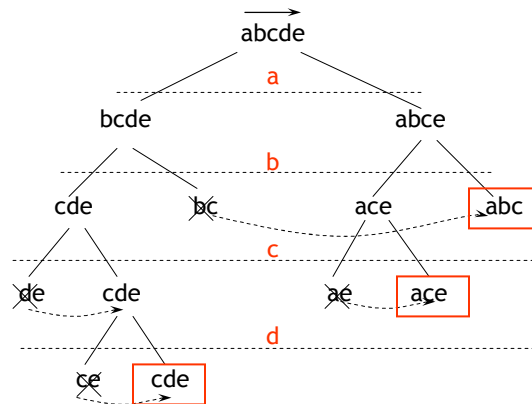 abcde
a
bcde abce
b
cde bc ace abc
c
de cde ae ace
d
ce cde